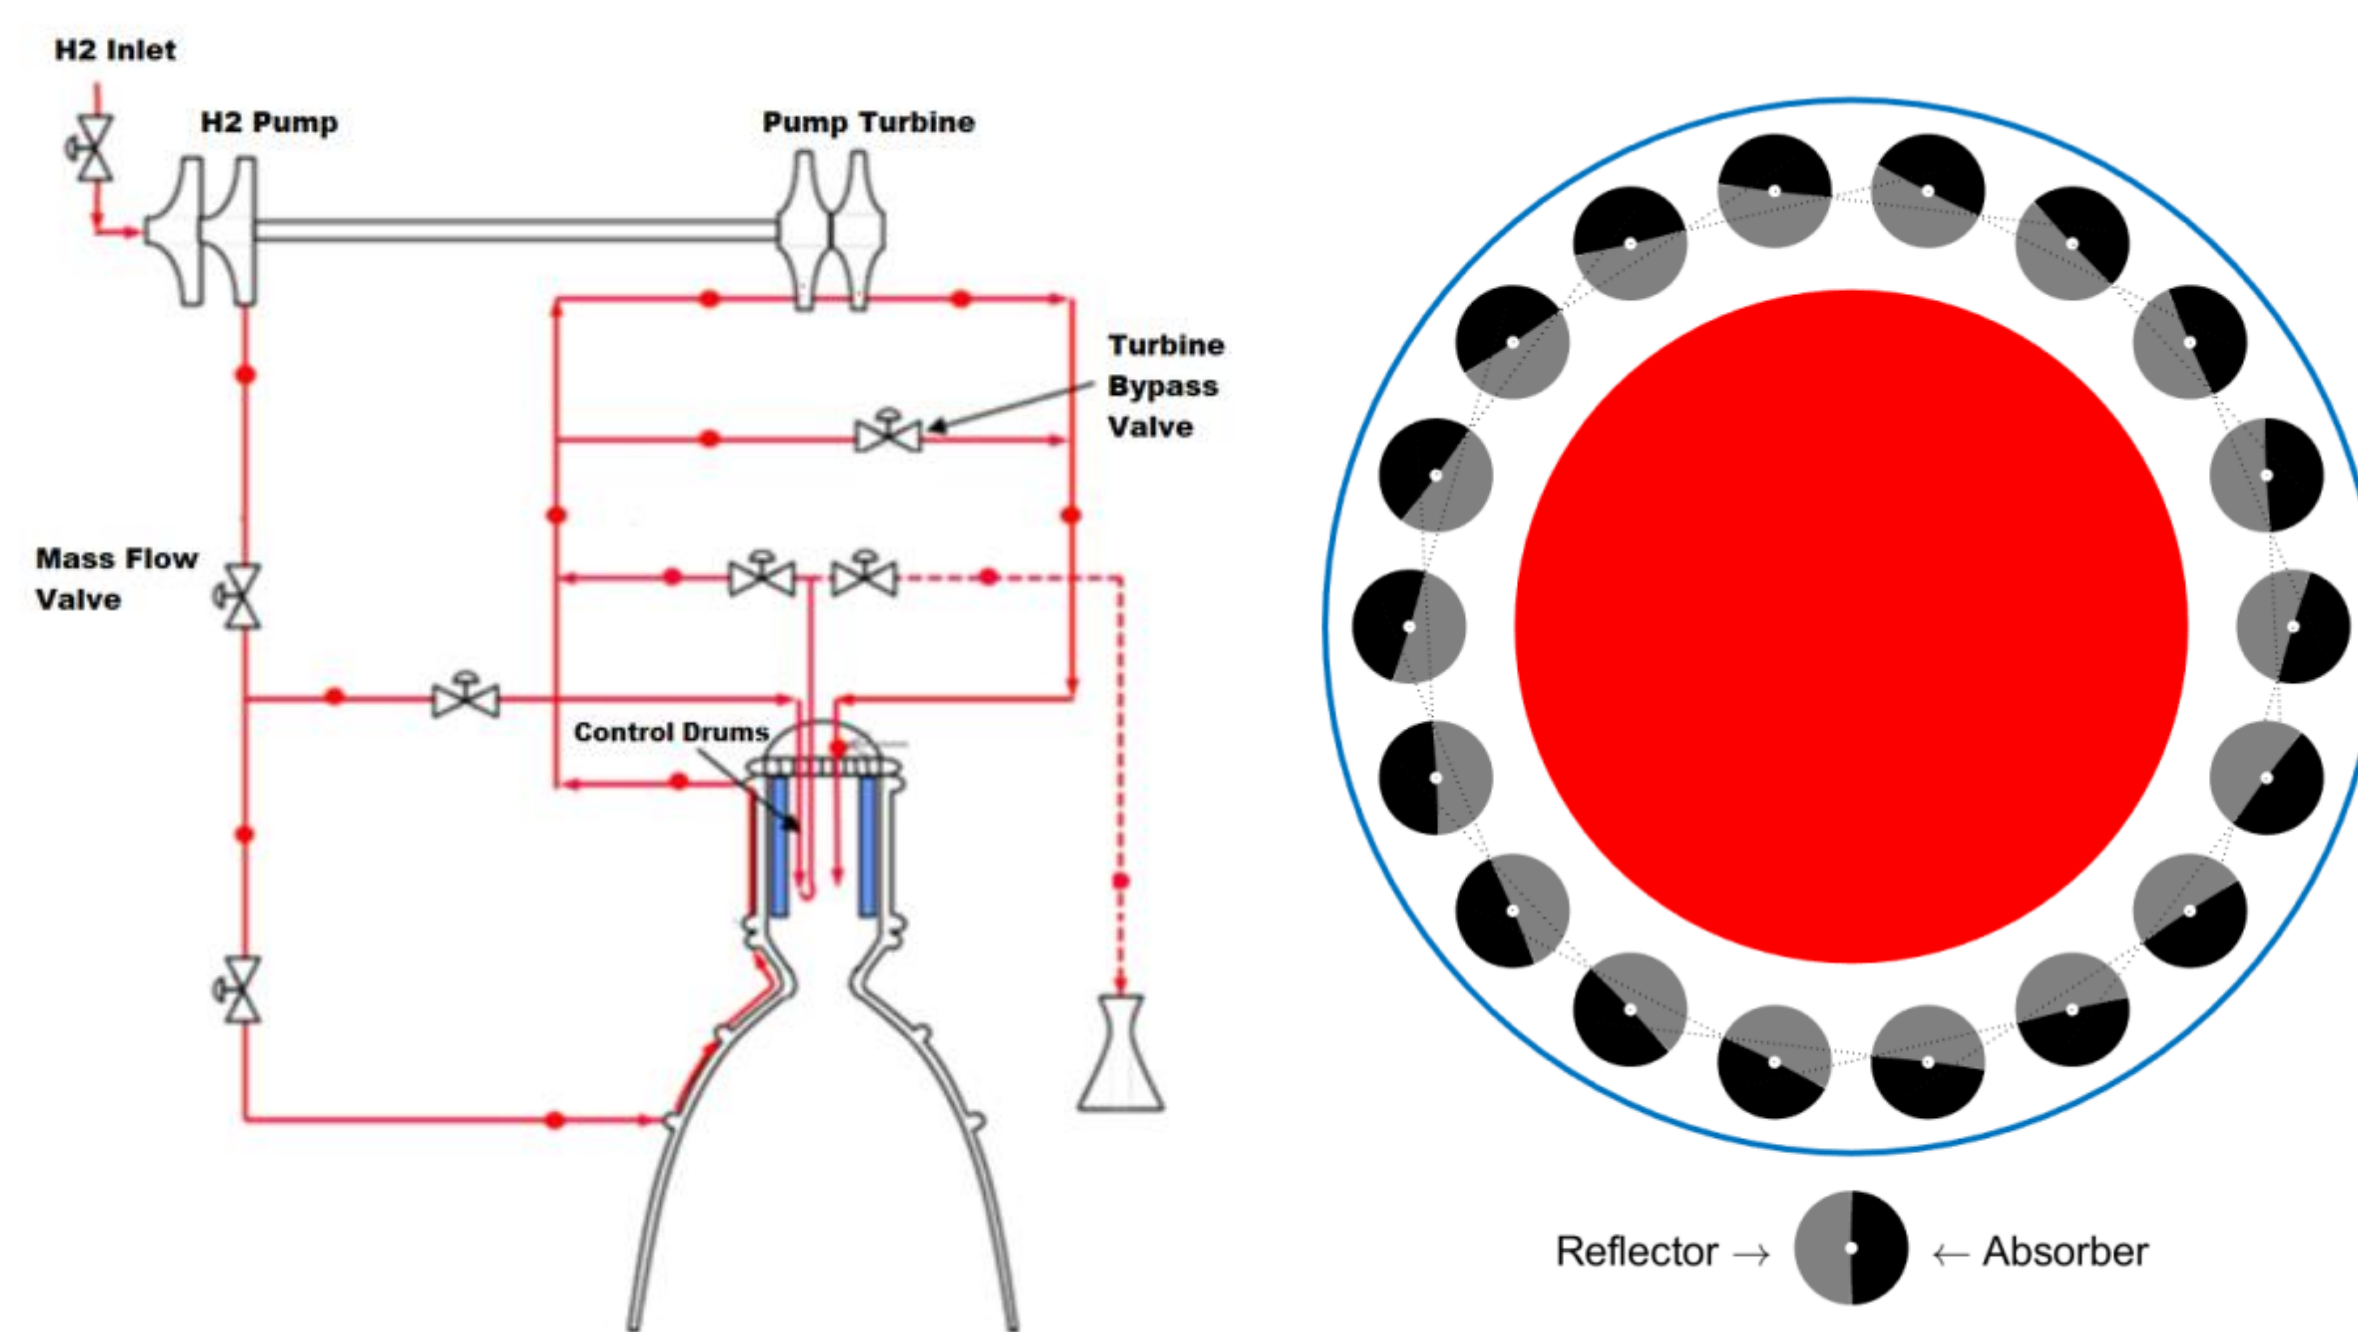 H2 Inlet
H2 Pump
Pump Turbine
Turbine
Bypass
Valve
Mass Flow
Valve
Control Drums
Reflector →
← Absorber